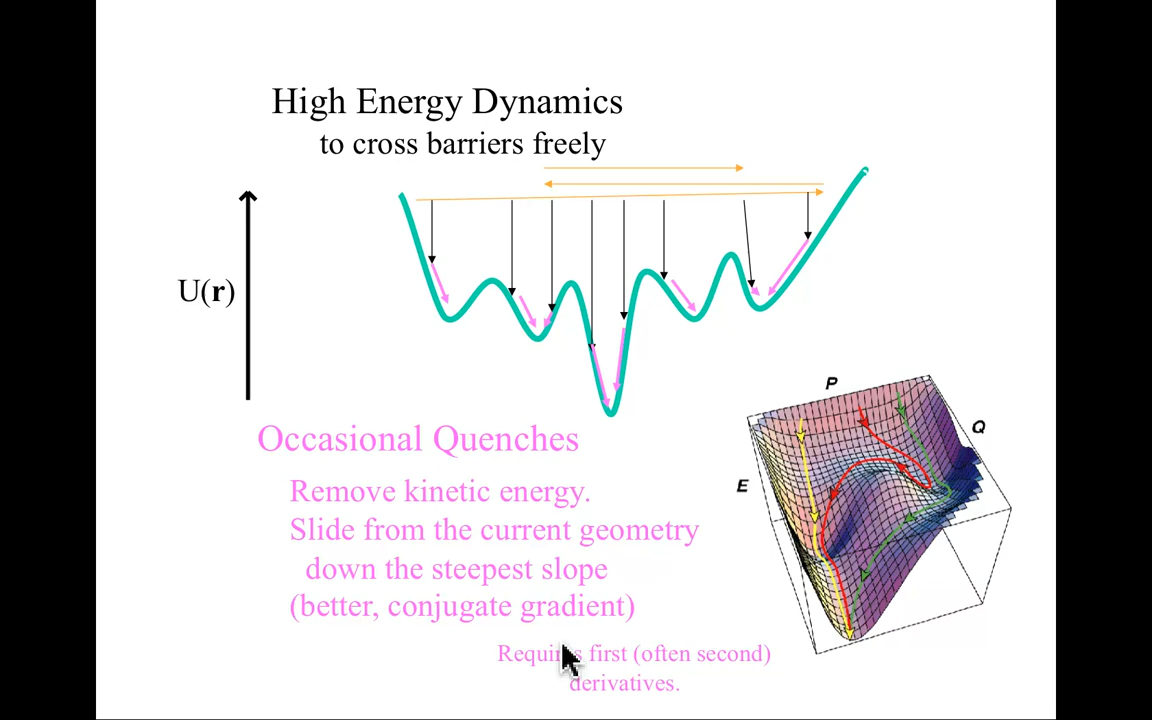 High Energy Dynamics
to cross barriers freely
U(r)
P
Q
E
Occasional Quenches
Remove kinetic energy.
Slide from the current geometry
down the steepest slope
(better, conjugate gradient)
Requires first (often second)
derivatives.